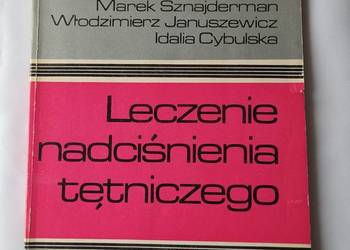 Marek Sznajderman
Włodzimierz Januszewicz
Idalia Cybulska
Leczenie
nadciśnienia
tętniczego